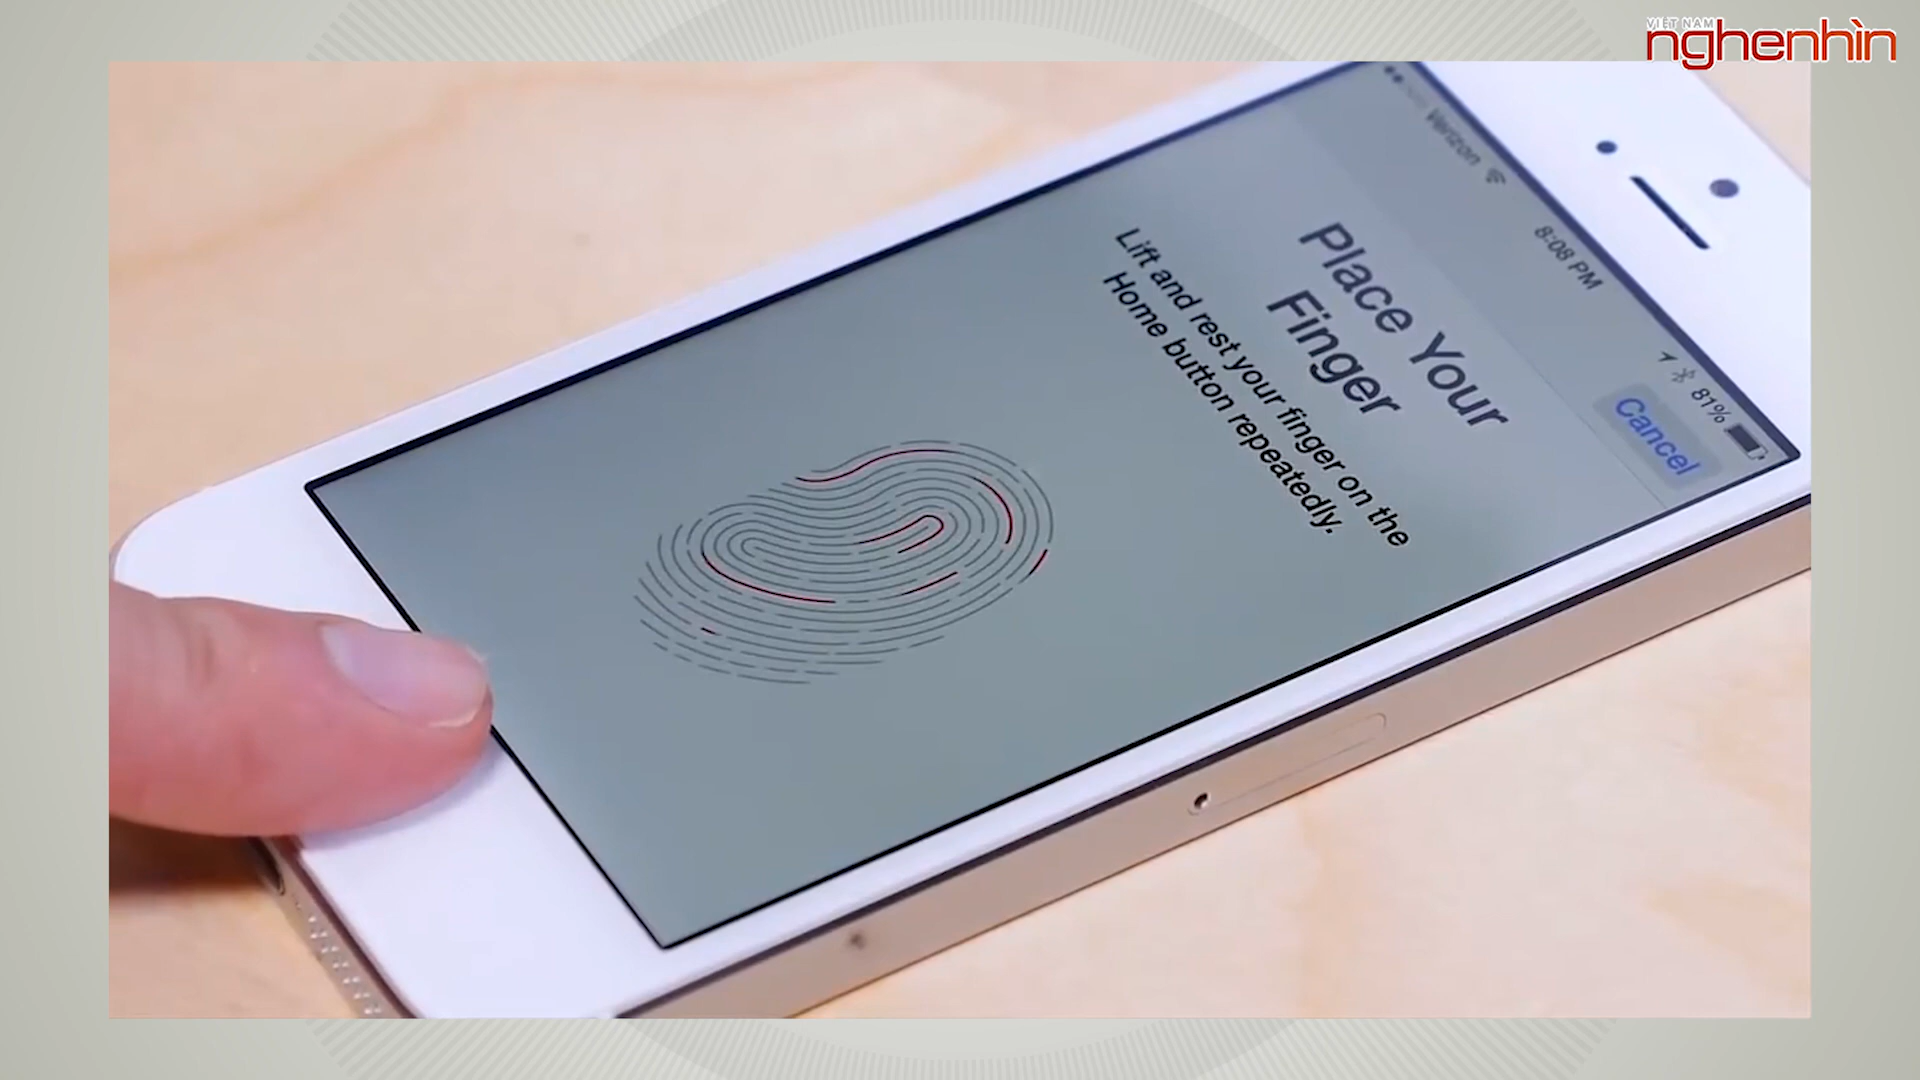 VIỆT NAM
nghenhìn
Verizon
8:08 PM
81%
Cancel
Place Your
Finger
Lift and rest your finger on the
Home button repeatedly.